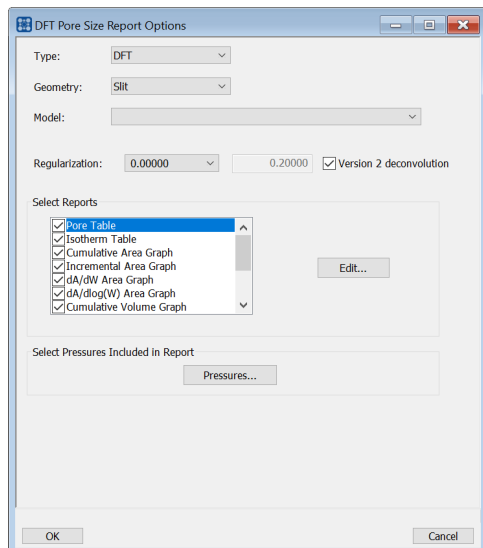 DFT Pore Size Report Options
Type: DFT
Geometry: Slit
Model:
Regularization: 0.00000 0.20000 Version 2 deconvolution
Select Reports
Pore Table
Isotherm Table
Cumulative Area Graph
Incremental Area Graph
dA/dW Area Graph
dA/dlog(W) Area Graph
Cumulative Volume Graph
Edit...
Select Pressures Included in Report
Pressures...
OK Cancel